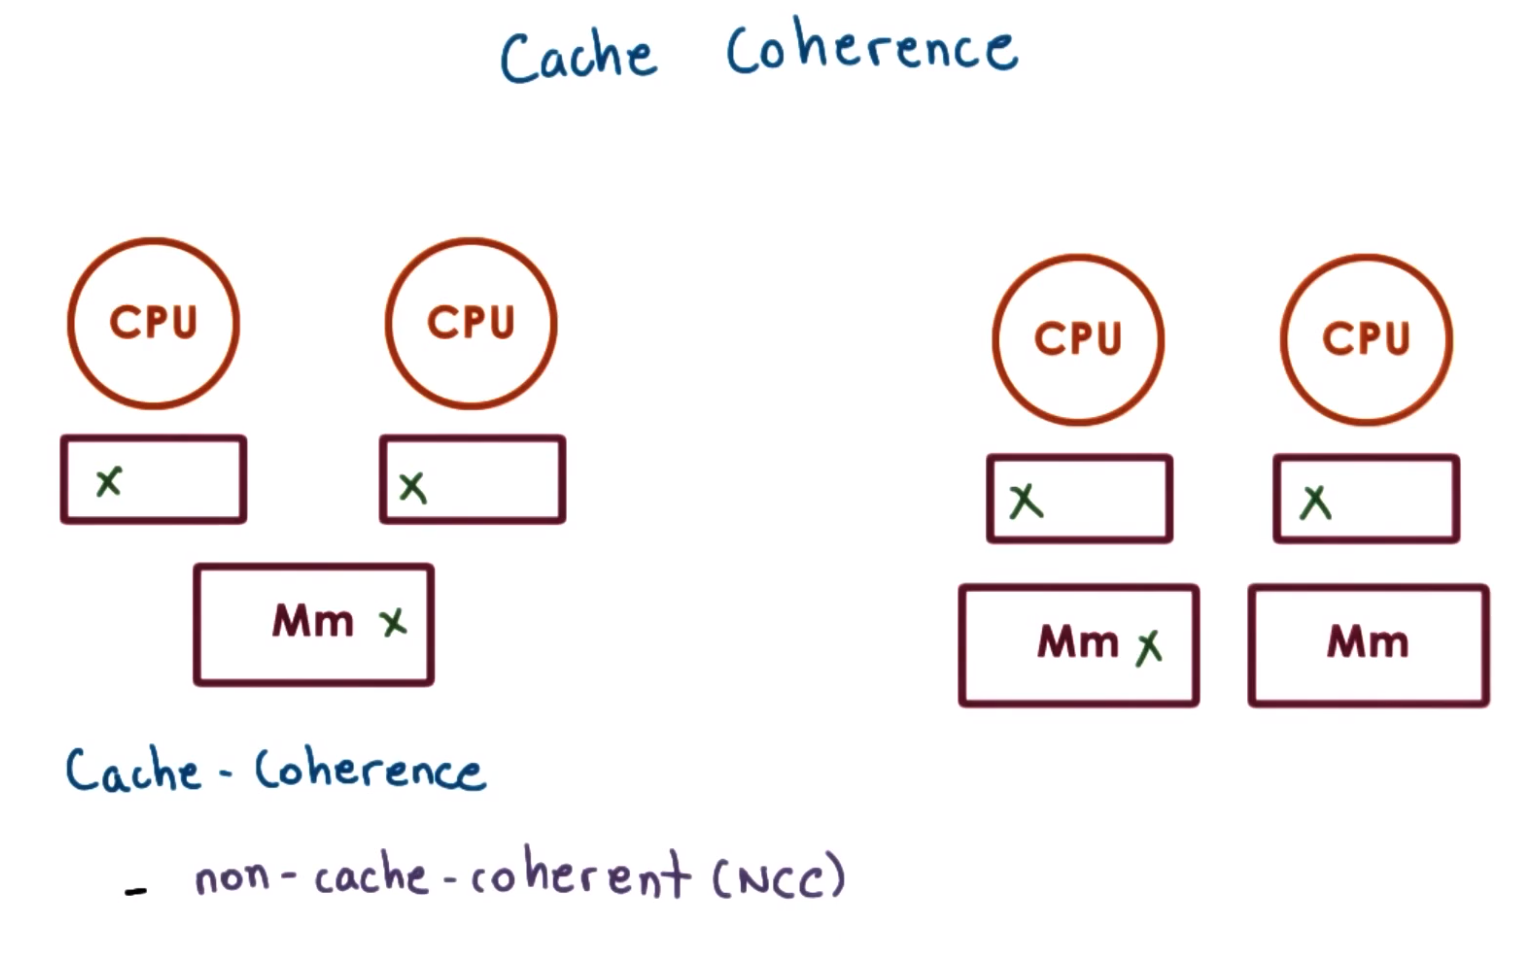 Cache Coherence
CPU CPU CPU CPU
x x x x
Mm x Mm x Mm
Cache - Coherence
- non-cache-coherent (NCC)